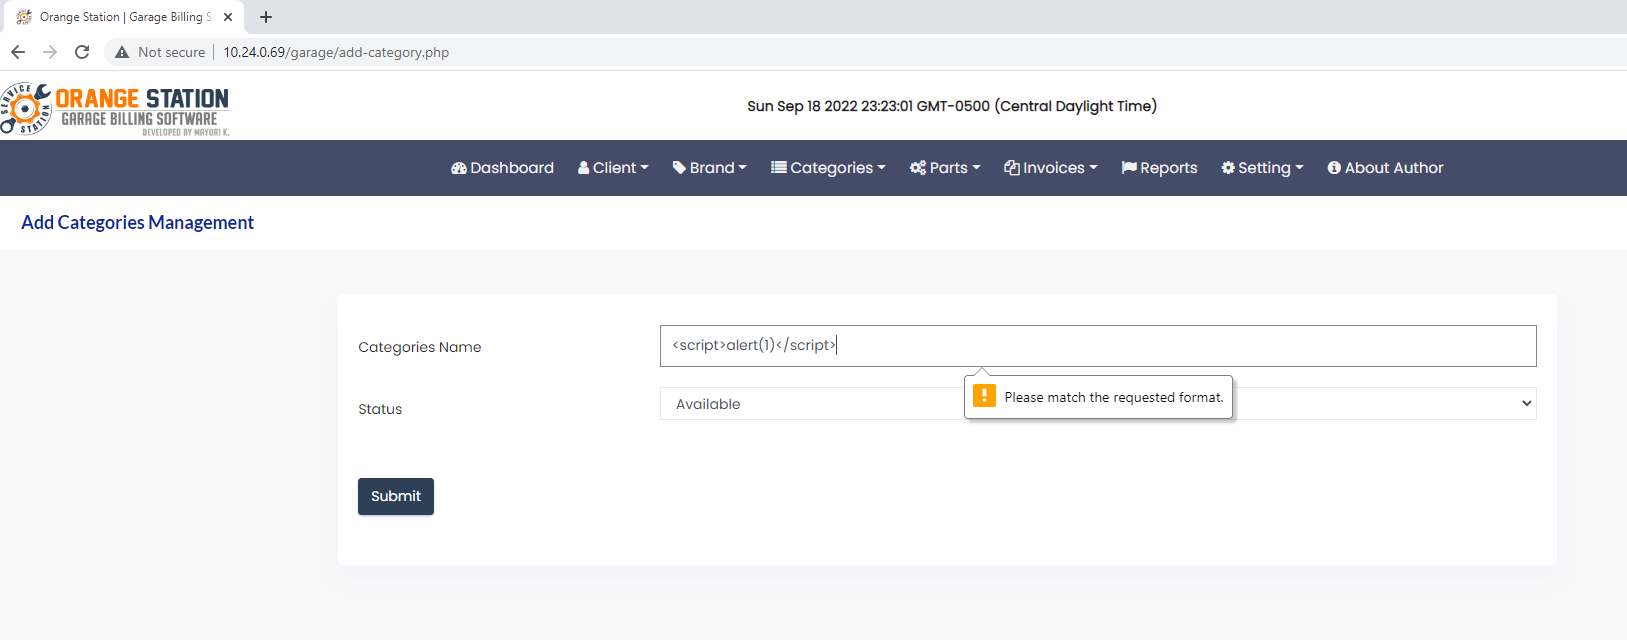 Orange Station | Garage Billing S
Not secure
10.24.0.69/garage/add-category.php
SERVICE
STATION
ORANGE STATION
GARAGE BILLING SOFTWARE
DEVELOPED BY MAYURI K.
Sun Sep 18 2022 23:23:01 GMT-0500 (Central Daylight Time)
Dashboard Client Brand Categories Parts Invoices Reports Setting About Author
Add Categories Management
Categories Name
<script>alert(1)</script>
Please match the requested format.
Status
Available
Submit